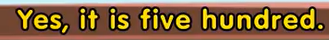 Yes, it is five hundred.